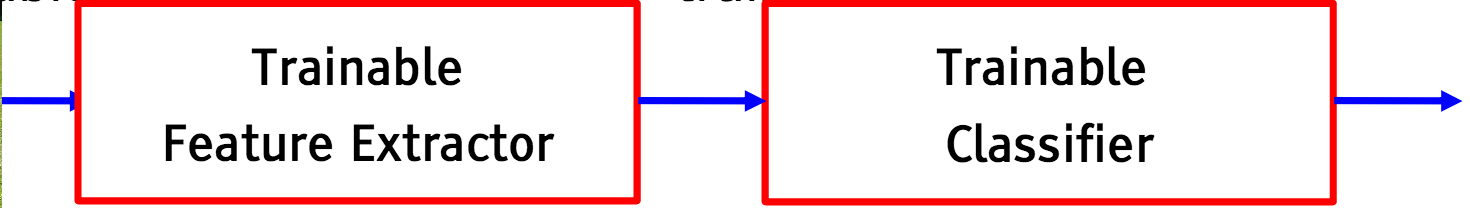 Trainable
Feature Extractor
Trainable
Classifier